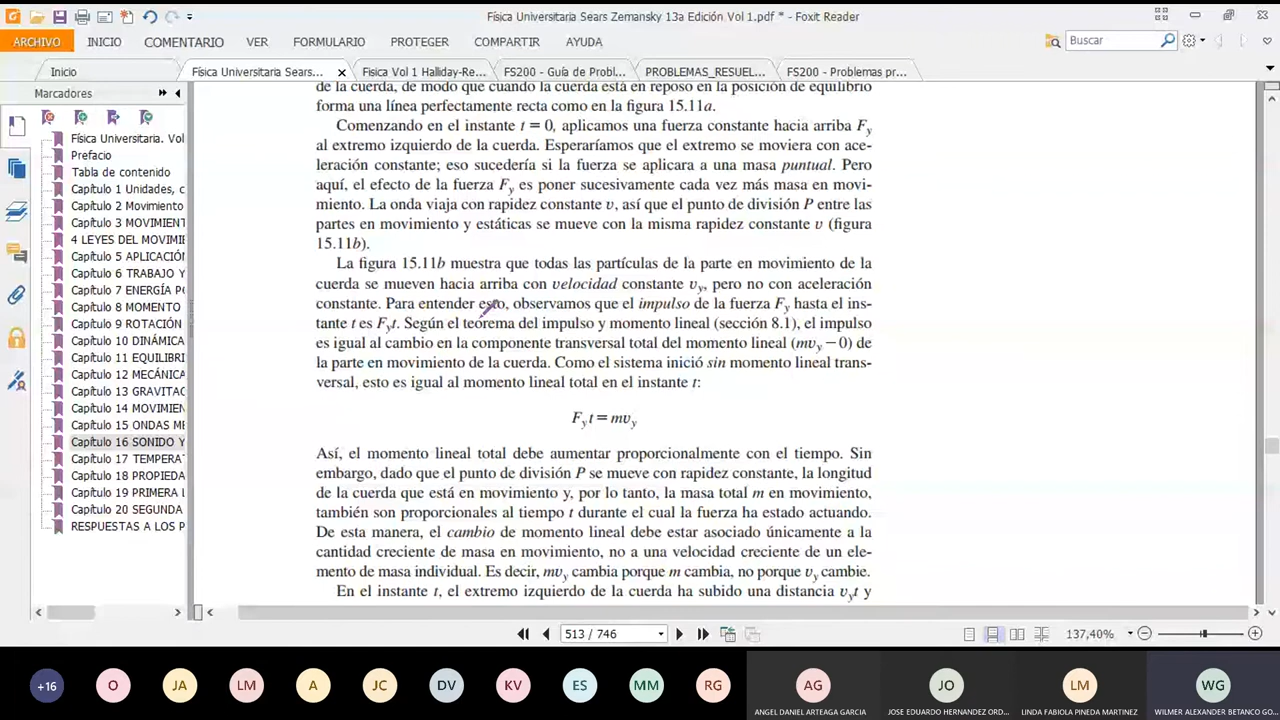 Física Universitaria Sears Zemansky 13a Edición Vol 1.pdf * - Foxit Reader
ARCHIVO INICIO COMENTARIO VER FORMULARIO PROTEGER COMPARTIR AYUDA Buscar
Inicio Física Universitaria Sears... Fisica Vol 1 Halliday-Re... FS200 - Guía de Probl... PROBLEMAS_RESUEL... FS200 - Problemas pr...
Marcadores
Física Universitaria. Vol
Prefacio
Tabla de contenido
Capítulo 1 Unidades, c
Capítulo 2 Movimiento
Capítulo 3 MOVIMIENT
4 LEYES DEL MOVIMIE
Capítulo 5 APLICACIÓN
Capítulo 6 TRABAJO Y
Capítulo 7 ENERGÍA PO
Capítulo 8 MOMENTO
Capítulo 9 ROTACIÓN
Capítulo 10 DINÁMICA
Capítulo 11 EQUILIBRI
Capítulo 12 MECÁNICA
Capítulo 13 GRAVITAC
Capítulo 14 MOVIMIEN
Capítulo 15 ONDAS ME
Capítulo 16 SONIDO Y
Capítulo 17 TEMPERAT
Capítulo 18 PROPIEDA
Capítulo 19 PRIMERA L
Capítulo 20 SEGUNDA
RESPUESTAS A LOS P
de la cuerda, de modo que cuando la cuerda está en reposo en la posición de equilibrio
forma una línea perfectamente recta como en la figura 15.11a.
Comenzando en el instante t = 0, aplicamos una fuerza constante hacia arriba Fy
al extremo izquierdo de la cuerda. Esperaríamos que el extremo se moviera con ace-
leración constante; eso sucedería si la fuerza se aplicara a una masa puntual. Pero
aquí, el efecto de la fuerza Fy es poner sucesivamente cada vez más masa en movi-
miento. La onda viaja con rapidez constante v, así que el punto de división P entre las
partes en movimiento y estáticas se mueve con la misma rapidez constante v (figura
15.11b).
La figura 15.11b muestra que todas las partículas de la parte en movimiento de la
cuerda se mueven hacia arriba con velocidad constante vy, pero no con aceleración
constante. Para entender esto, observamos que el impulso de la fuerza Fy hasta el ins-
tante t es Fyt. Según el teorema del impulso y momento lineal (sección 8.1), el impulso
es igual al cambio en la componente transversal total del momento lineal (mvy − 0) de
la parte en movimiento de la cuerda. Como el sistema inició sin momento lineal trans-
versal, esto es igual al momento lineal total en el instante t:
Fyt = mvy
Así, el momento lineal total debe aumentar proporcionalmente con el tiempo. Sin
embargo, dado que el punto de división P se mueve con rapidez constante, la longitud
de la cuerda que está en movimiento y, por lo tanto, la masa total m en movimiento,
también son proporcionales al tiempo t durante el cual la fuerza ha estado actuando.
De esta manera, el cambio de momento lineal debe estar asociado únicamente a la
cantidad creciente de masa en movimiento, no a una velocidad creciente de un ele-
mento de masa individual. Es decir, mvy cambia porque m cambia, no porque vy cambie.
En el instante t, el extremo izquierdo de la cuerda ha subido una distancia vyt y
513 / 746 137,40%
+16 O JA LM A JC DV KV ES MM RG AG JO LM WG
ANGEL DANIEL ARTEAGA GARCIA JOSE EDUARDO HERNANDEZ ORD... LINDA FABIOLA PINEDA MARTINEZ WILMER ALEXANDER BETANCO GO...